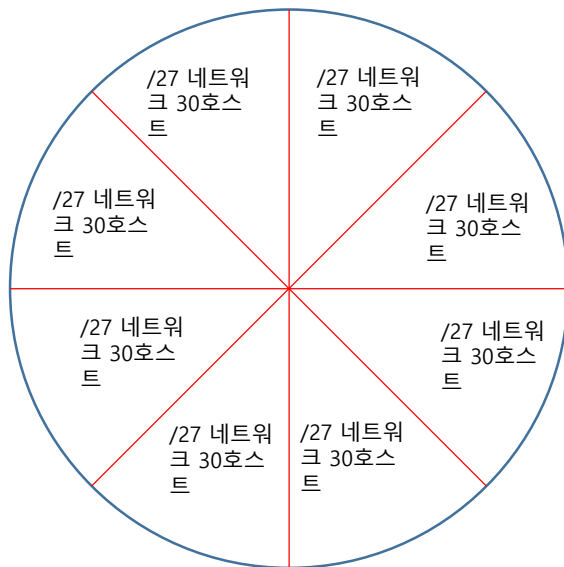 /27 네트워
크 30호스
트
/27 네트워
크 30호스
트
/27 네트워
크 30호스
트
/27 네트워
크 30호스
트
/27 네트워
크 30호스
트
/27 네트워
크 30호스
트
/27 네트워
크 30호스
트
/27 네트워
크 30호스
트